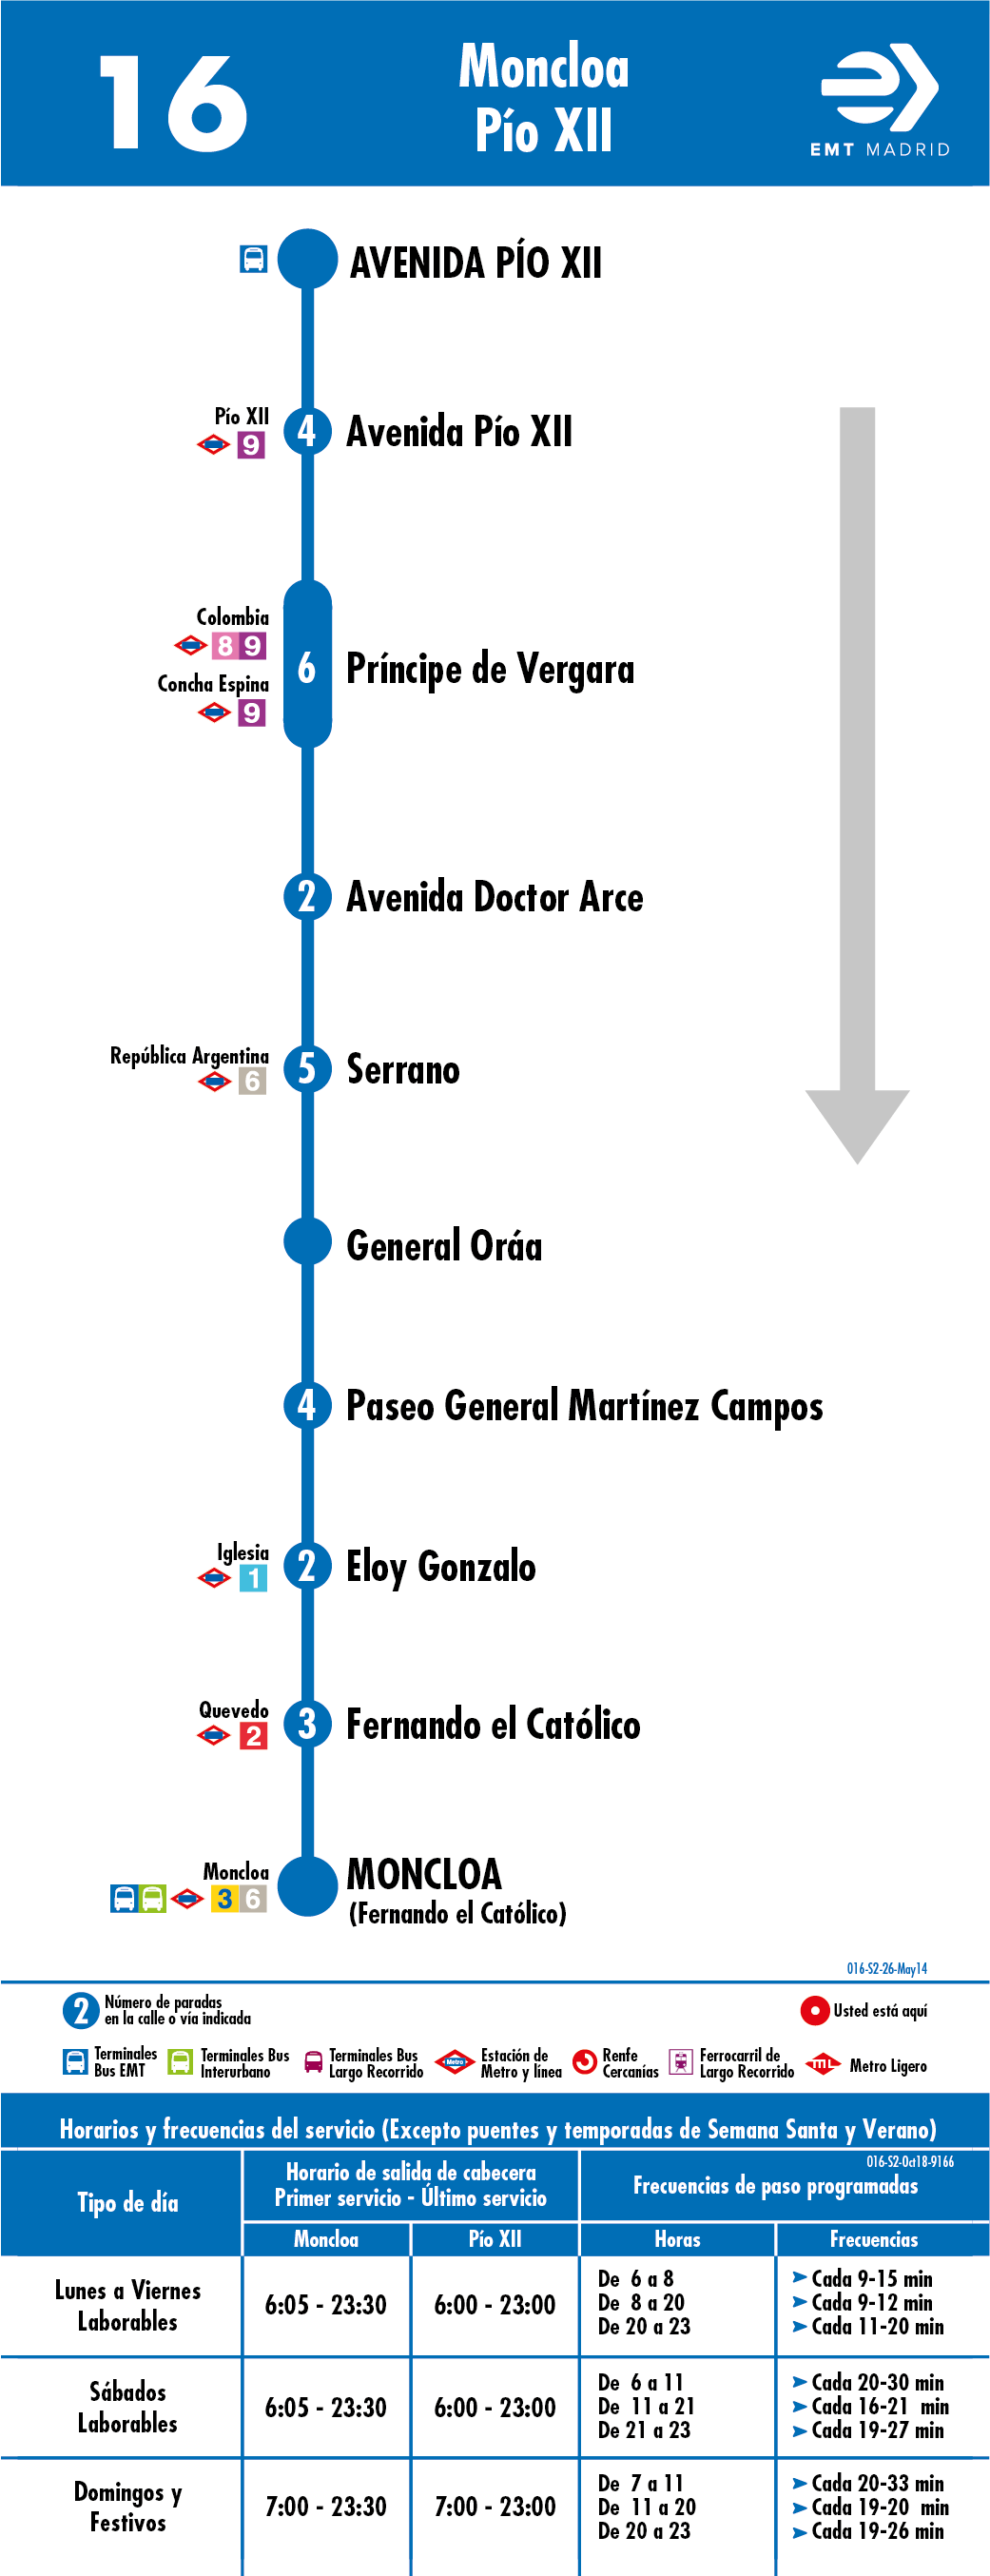 16
Moncloa
Pío XII
EMT MADRID
AVENIDA PÍO XII
Pío XII
9
4
Avenida Pío XII
Colombia
8 9
Concha Espina
9
6
Príncipe de Vergara
2
Avenida Doctor Arce
República Argentina
6
5
Serrano
General Oráa
4
Paseo General Martínez Campos
Iglesia
1
2
Eloy Gonzalo
Quevedo
2
3
Fernando el Católico
Moncloa
3 6
MONCLOA
(Fernando el Católico)
016-S2-26-May14
2
Número de paradas
en la calle o vía indicada
Usted está aquí
Terminales
Bus EMT
Terminales Bus
Interurbano
Terminales Bus
Largo Recorrido
Metro
Estación de
Metro y línea
Renfe
Cercanías
Ferrocarril de
Largo Recorrido
ML
Metro Ligero
Horarios y frecuencias del servicio (Excepto puentes y temporadas de Semana Santa y Verano)
016-S2-Oct18-9166
Tipo de día
Horario de salida de cabecera
Primer servicio - Último servicio
Frecuencias de paso programadas
Moncloa
Pío XII
Horas
Frecuencias
Lunes a Viernes
Laborables
6:05 - 23:30
6:00 - 23:00
De 6 a 8
Cada 9-15 min
De 8 a 20
Cada 9-12 min
De 20 a 23
Cada 11-20 min
Sábados
Laborables
6:05 - 23:30
6:00 - 23:00
De 6 a 11
Cada 20-30 min
De 11 a 21
Cada 16-21 min
De 21 a 23
Cada 19-27 min
Domingos y
Festivos
7:00 - 23:30
7:00 - 23:00
De 7 a 11
Cada 20-33 min
De 11 a 20
Cada 19-20 min
De 20 a 23
Cada 19-26 min